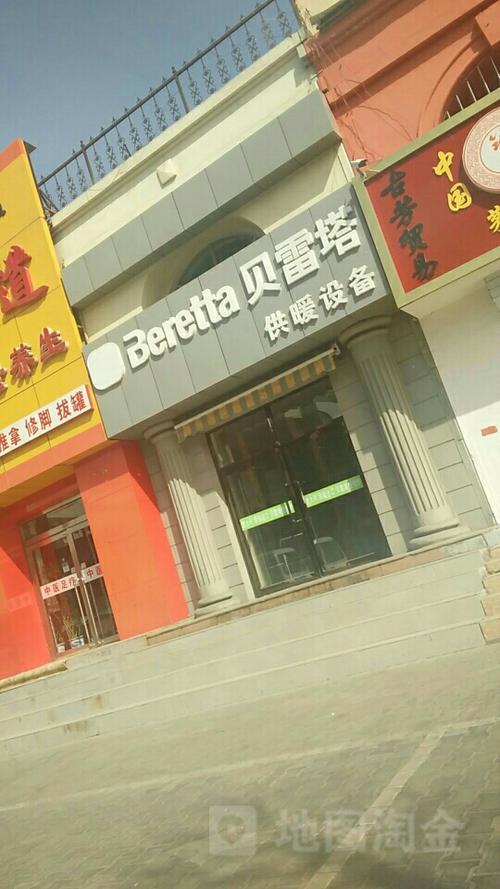 Beretta 贝雷塔
供暖设备
道
养生
推拿 修脚 拔罐
中医足疗
中国
古芳贸易
地图淘金